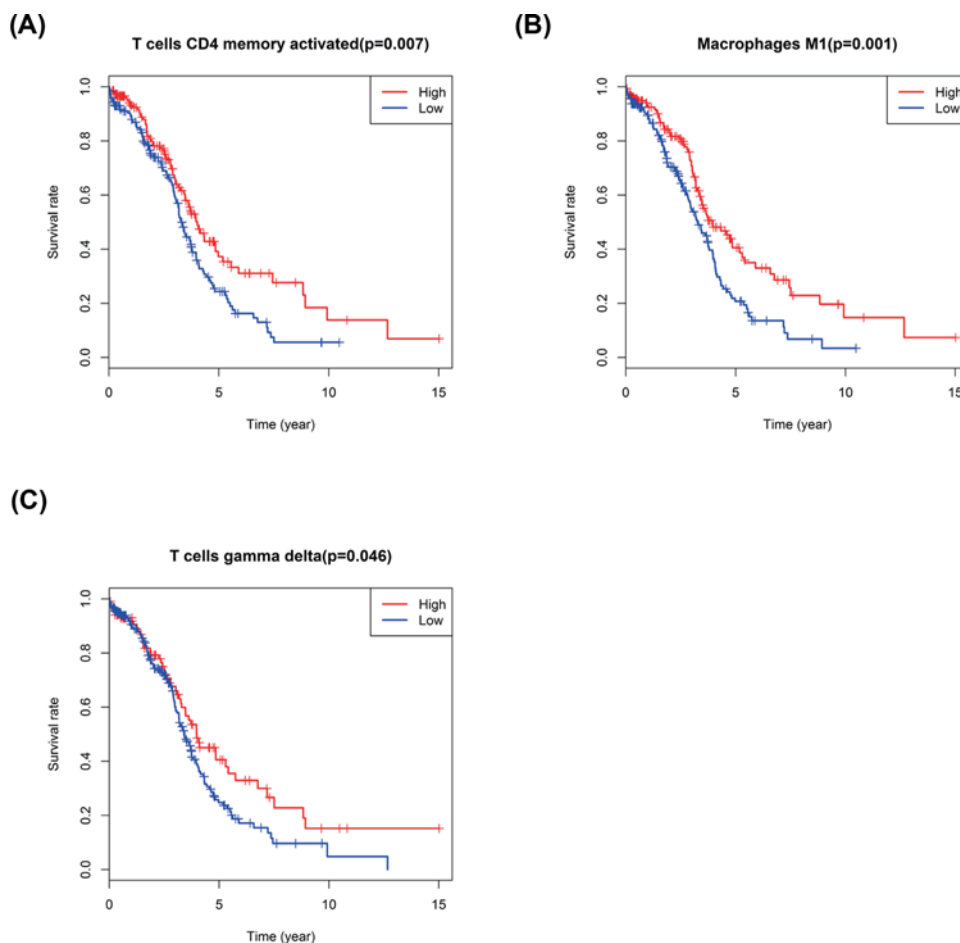 (A)
T cells CD4 memory activated(p=0.007)
High
Low
Survival rate
1.0
0.8
0.6
0.4
0.2
0.0
0 5 10 15
Time (year)
(B)
Macrophages M1(p=0.001)
High
Low
Survival rate
1.0
0.8
0.6
0.4
0.2
0.0
0 5 10 15
Time (year)
(C)
T cells gamma delta(p=0.046)
High
Low
Survival rate
1.0
0.8
0.6
0.4
0.2
0.0
0 5 10 15
Time (year)